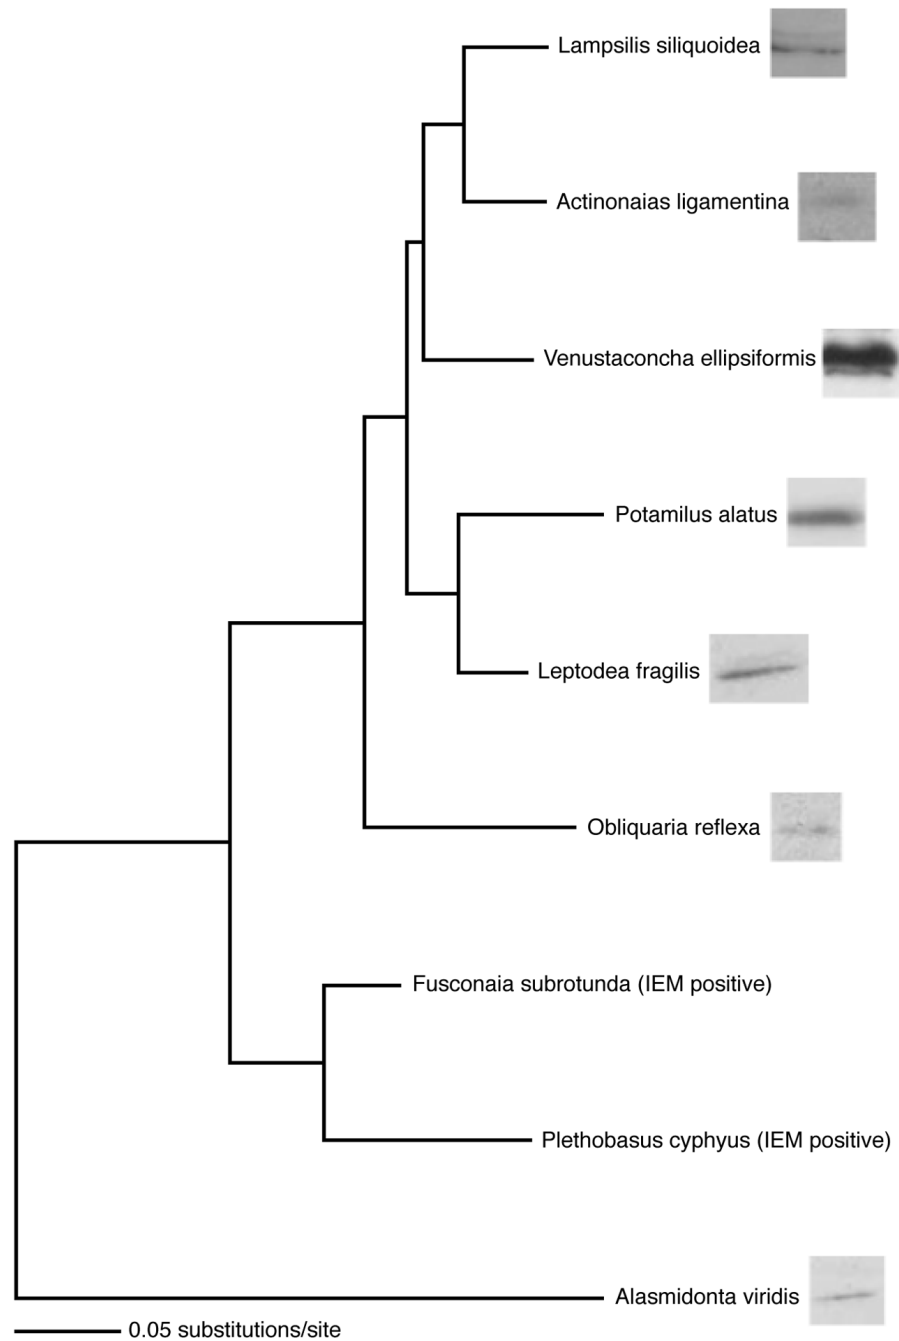 Lampsilis siliquoidea
Actinonaias ligamentina
Venustaconcha ellipsiformis
Potamilus alatus
Leptodea fragilis
Obliquaria reflexa
Fusconaia subrotunda (IEM positive)
Plethobasus cyphyus (IEM positive)
Alasmidonta viridis
0.05 substitutions/site